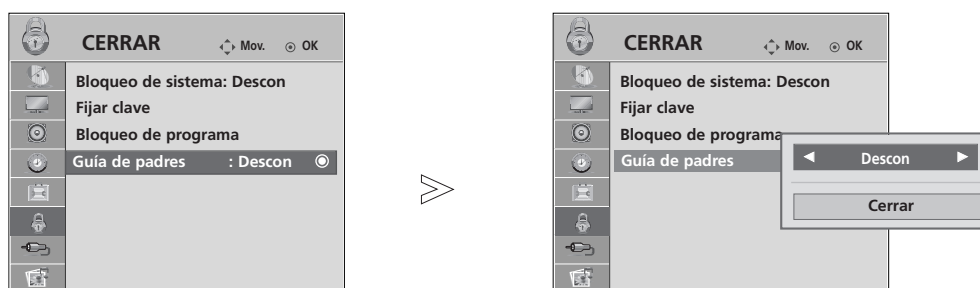 CERRAR Mov. OK
Bloqueo de sistema: Descon
Fijar clave
Bloqueo de programa
Guía de padres : Descon
CERRAR Mov. OK
Bloqueo de sistema: Descon
Fijar clave
Bloqueo de programa
Guía de padres
Descon
Cerrar